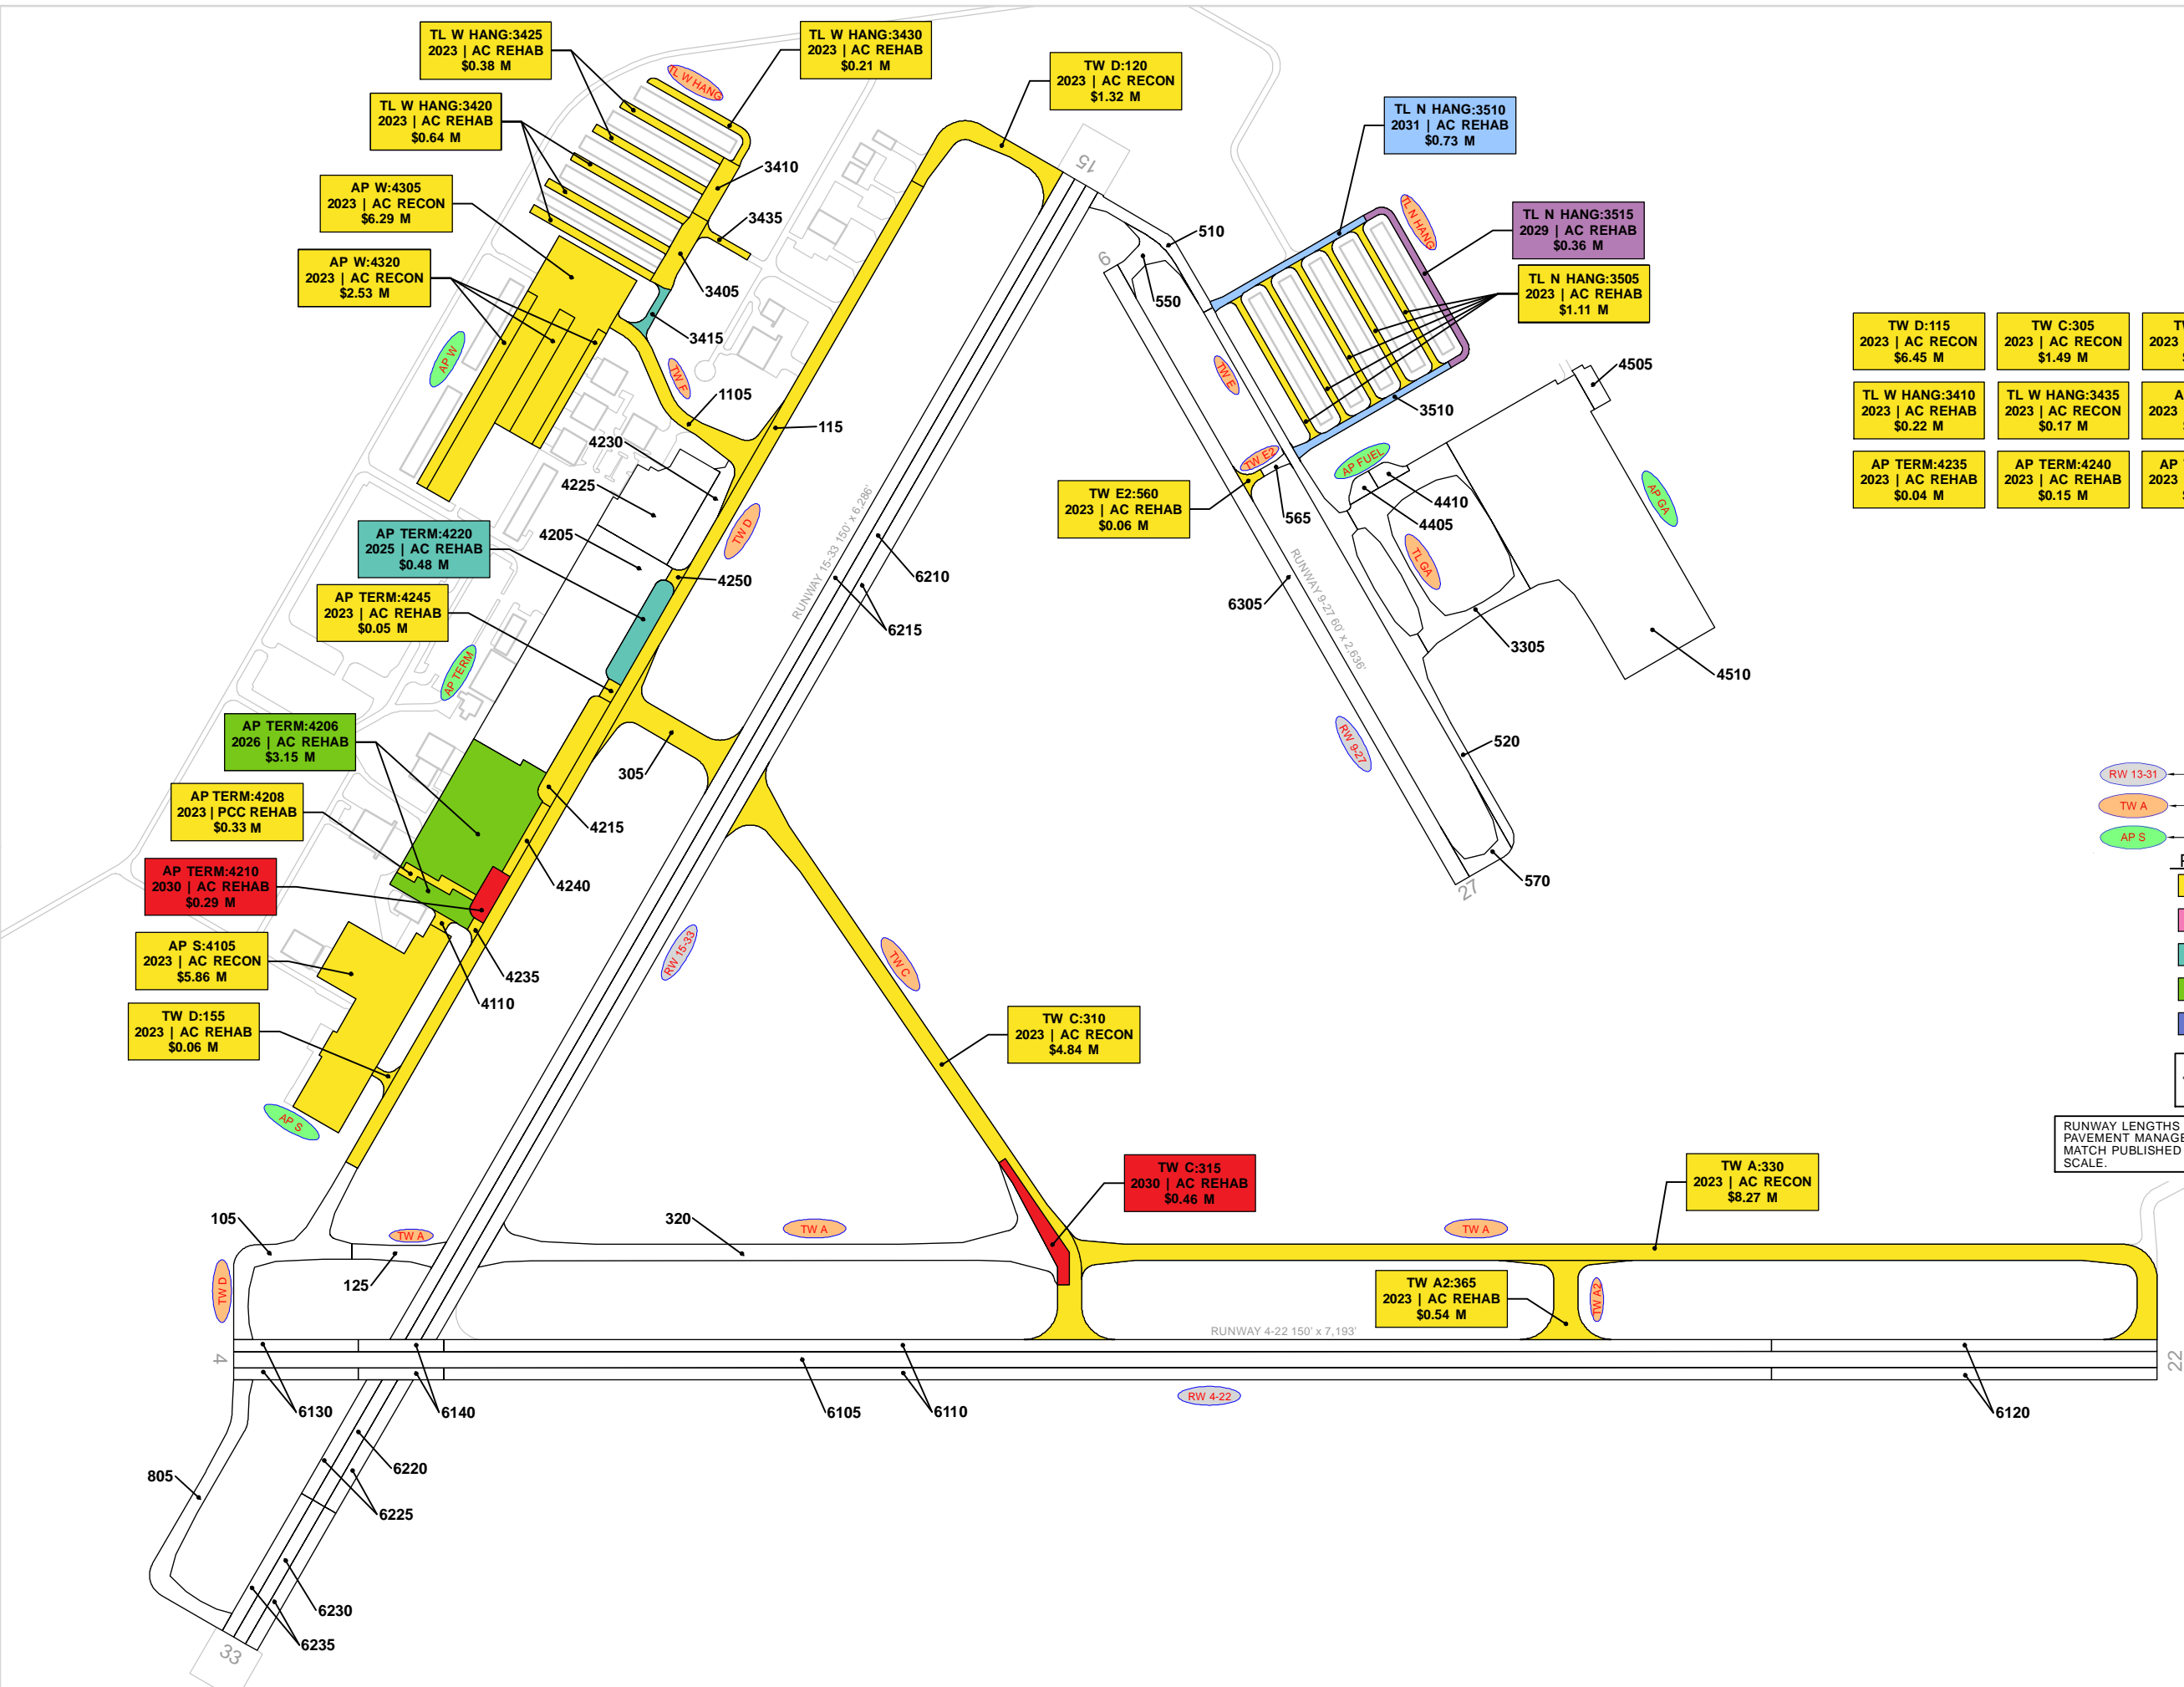 TL W HANG:3425
2023 | AC REHAB
$0.38 M
TL W HANG:3430
2023 | AC REHAB
$0.21 M
TW D:120
2023 | AC RECON
$1.32 M
TL W HANG
TL W HANG:3420
2023 | AC REHAB
$0.64 M
TL N HANG:3510
2031 | AC REHAB
$0.73 M
15
3410
AP W:4305
2023 | AC RECON
$6.29 M
3435
TL N HANG
TL N HANG:3515
2029 | AC REHAB
$0.36 M
510
9
AP W:4320
2023 | AC RECON
$2.53 M
3405
550
TL N HANG:3505
2023 | AC REHAB
$1.11 M
3415
AP W
TW F
TW E
TW D:115
2023 | AC RECON
$6.45 M
TW C:305
2023 | AC RECON
$1.49 M
2023
4505
1105
3510
115
TL W HANG:3410
2023 | AC REHAB
$0.22 M
TL W HANG:3435
2023 | AC RECON
$0.17 M
2023
4230
TW E2
AP FUEL
4225
AP TERM:4235
2023 | AC REHAB
$0.04 M
AP TERM:4240
2023 | AC REHAB
$0.15 M
AP
2023
TW E2:560
2023 | AC REHAB
$0.06 M
565
4410
4405
AP GA
TW D
RUNWAY 15-33 150' x 6,286'
AP TERM:4220
2025 | AC REHAB
$0.48 M
4205
4250
6210
TL GA
RUNWAY 9-27 60' x 2,636'
AP TERM:4245
2023 | AC REHAB
$0.05 M
6305
6215
3305
AP TERM
4510
AP TERM:4206
2026 | AC REHAB
$3.15 M
RW 9-27
520
305
RW 13-31
TW A
AP S
AP TERM:4208
2023 | PCC REHAB
$0.33 M
4215
AP TERM:4210
2030 | AC REHAB
$0.29 M
4240
570
27
AP S:4105
2023 | AC RECON
$5.86 M
RW 15-33
TW C
4235
4110
TW D:155
2023 | AC REHAB
$0.06 M
TW C:310
2023 | AC RECON
$4.84 M
AP S
RUNWAY LENGTHS
PAVEMENT
MATCH PUBLISHED
SCALE.
TW C:315
2030 | AC REHAB
$0.46 M
TW A:330
2023 | AC RECON
$8.27 M
105
TW A
320
TW A
TW A
125
TW D
TW A2:365
2023 | AC REHAB
$0.54 M
TW A2
RUNWAY 4-22 150' x 7,193'
4
22
RW 4-22
6130
6140
6105
6110
6120
805
6220
6225
6230
6235
33